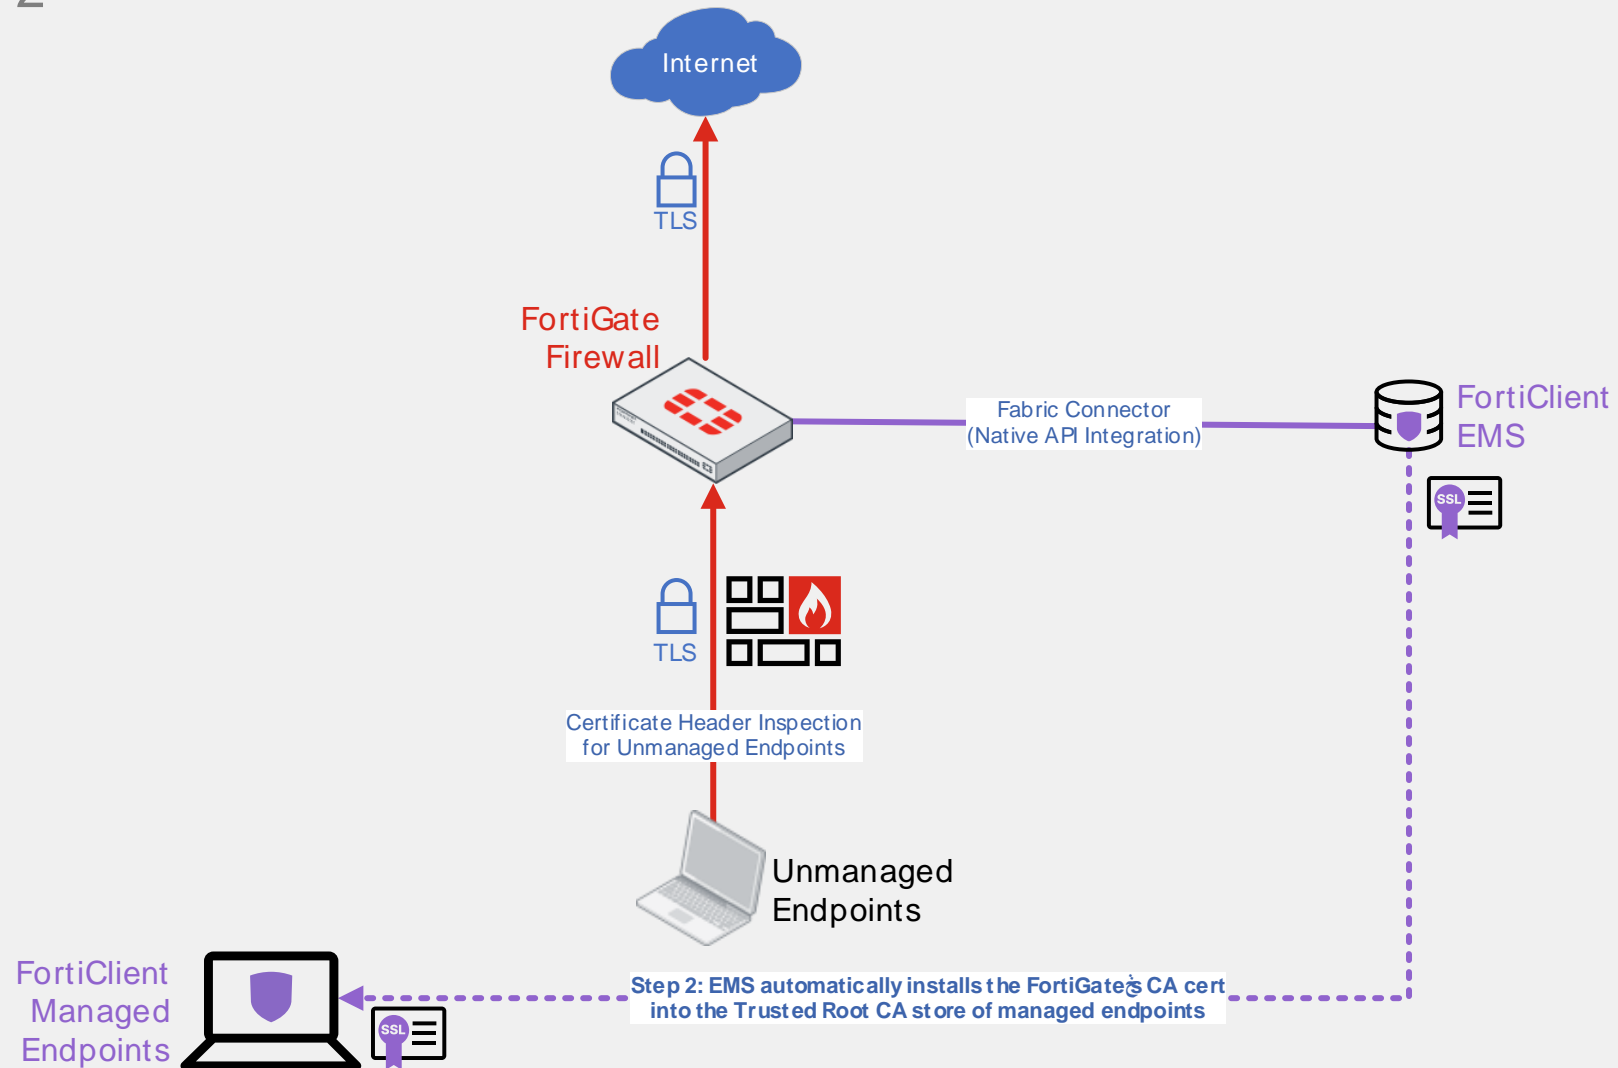 2
Internet
TLS
FortiGate
Firewall
Fabric Connector
(Native API Integration)
FortiClient
EMS
SSL
TLS
Certificate Header Inspection
for Unmanaged Endpoints
Unmanaged
Endpoints
FortiClient
Managed
Endpoints
SSL
Step 2: EMS automatically installs the FortiGate's CA cert
into the Trusted Root CA store of managed endpoints